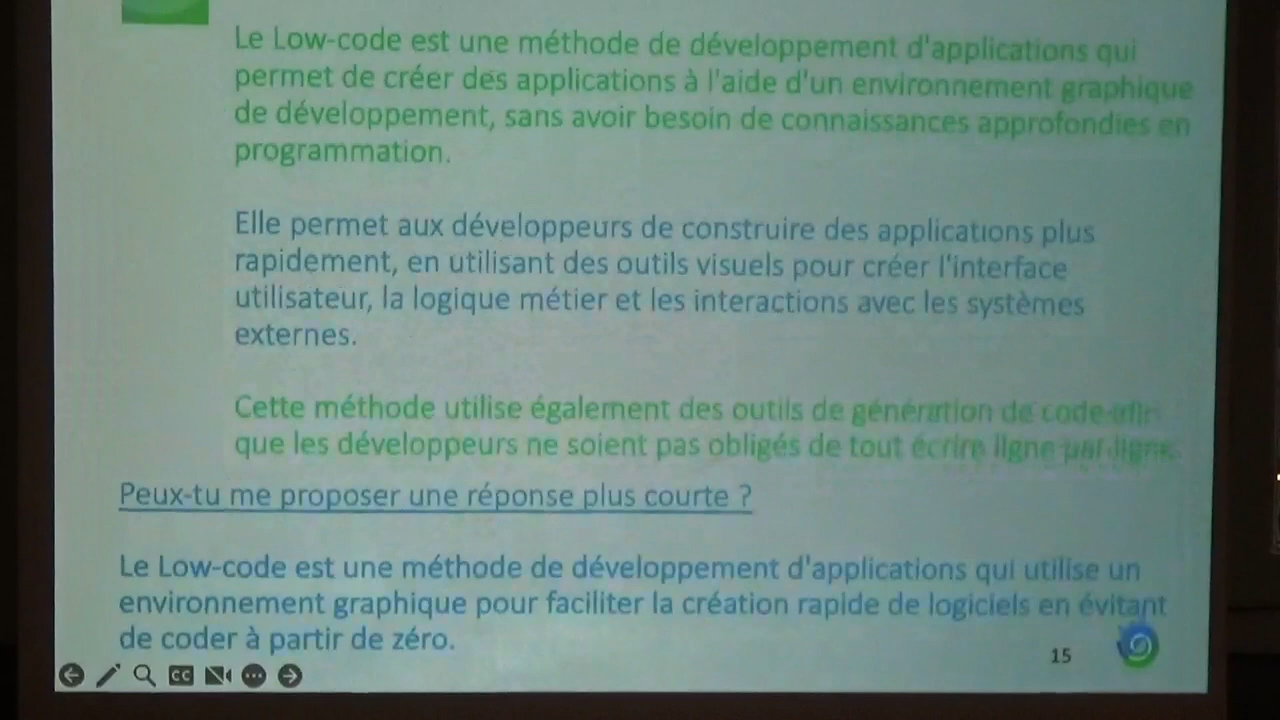 Le Low-code est une méthode de développement d'applications qui
permet de créer des applications à l'aide d'un environnement graphique
de développement, sans avoir besoin de connaissances approfondies en
programmation.
Elle permet aux développeurs de construire des applications plus
rapidement, en utilisant des outils visuels pour créer l'interface
utilisateur, la logique métier et les interactions avec les systèmes
externes.
Cette méthode utilise également des outils de génération de code afin
que les développeurs ne soient pas obligés de tout écrire ligne par ligne.
Peux-tu me proposer une réponse plus courte ?
Le Low-code est une méthode de développement d'applications qui utilise un
environnement graphique pour faciliter la création rapide de logiciels en évitant
de coder à partir de zéro.
15
CC